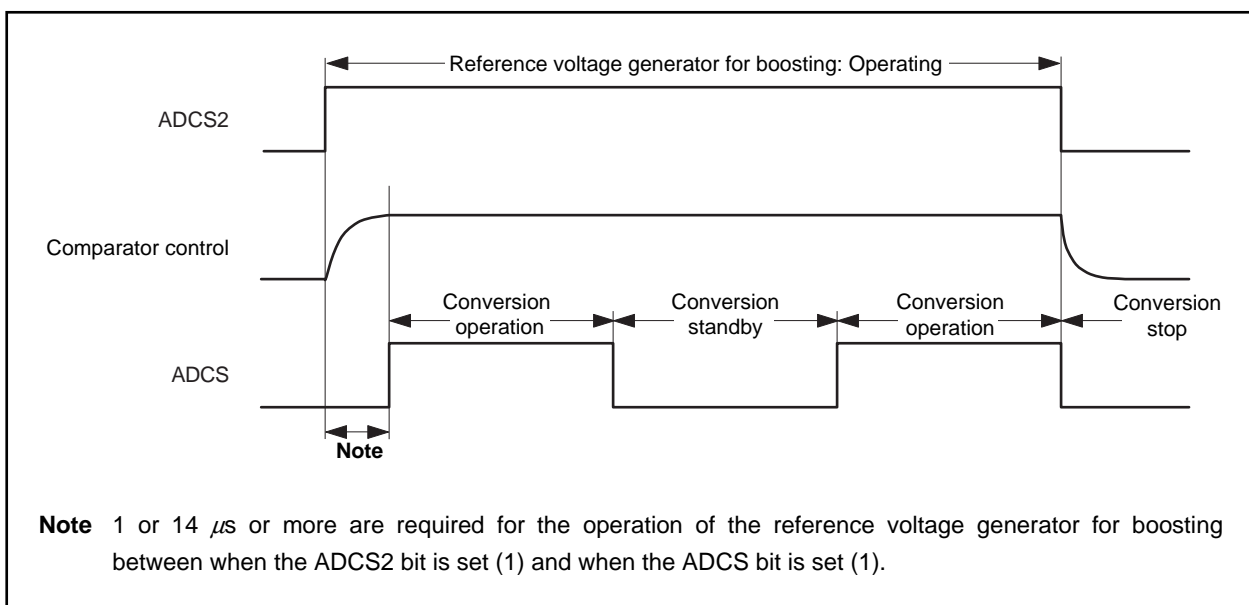 Reference voltage generator for boosting: Operating
ADCS2
Comparator control
Conversion operation
Conversion standby
Conversion operation
Conversion stop
ADCS
Note
Note 1 or 14 μs or more are required for the operation of the reference voltage generator for boosting
between when the ADCS2 bit is set (1) and when the ADCS bit is set (1).